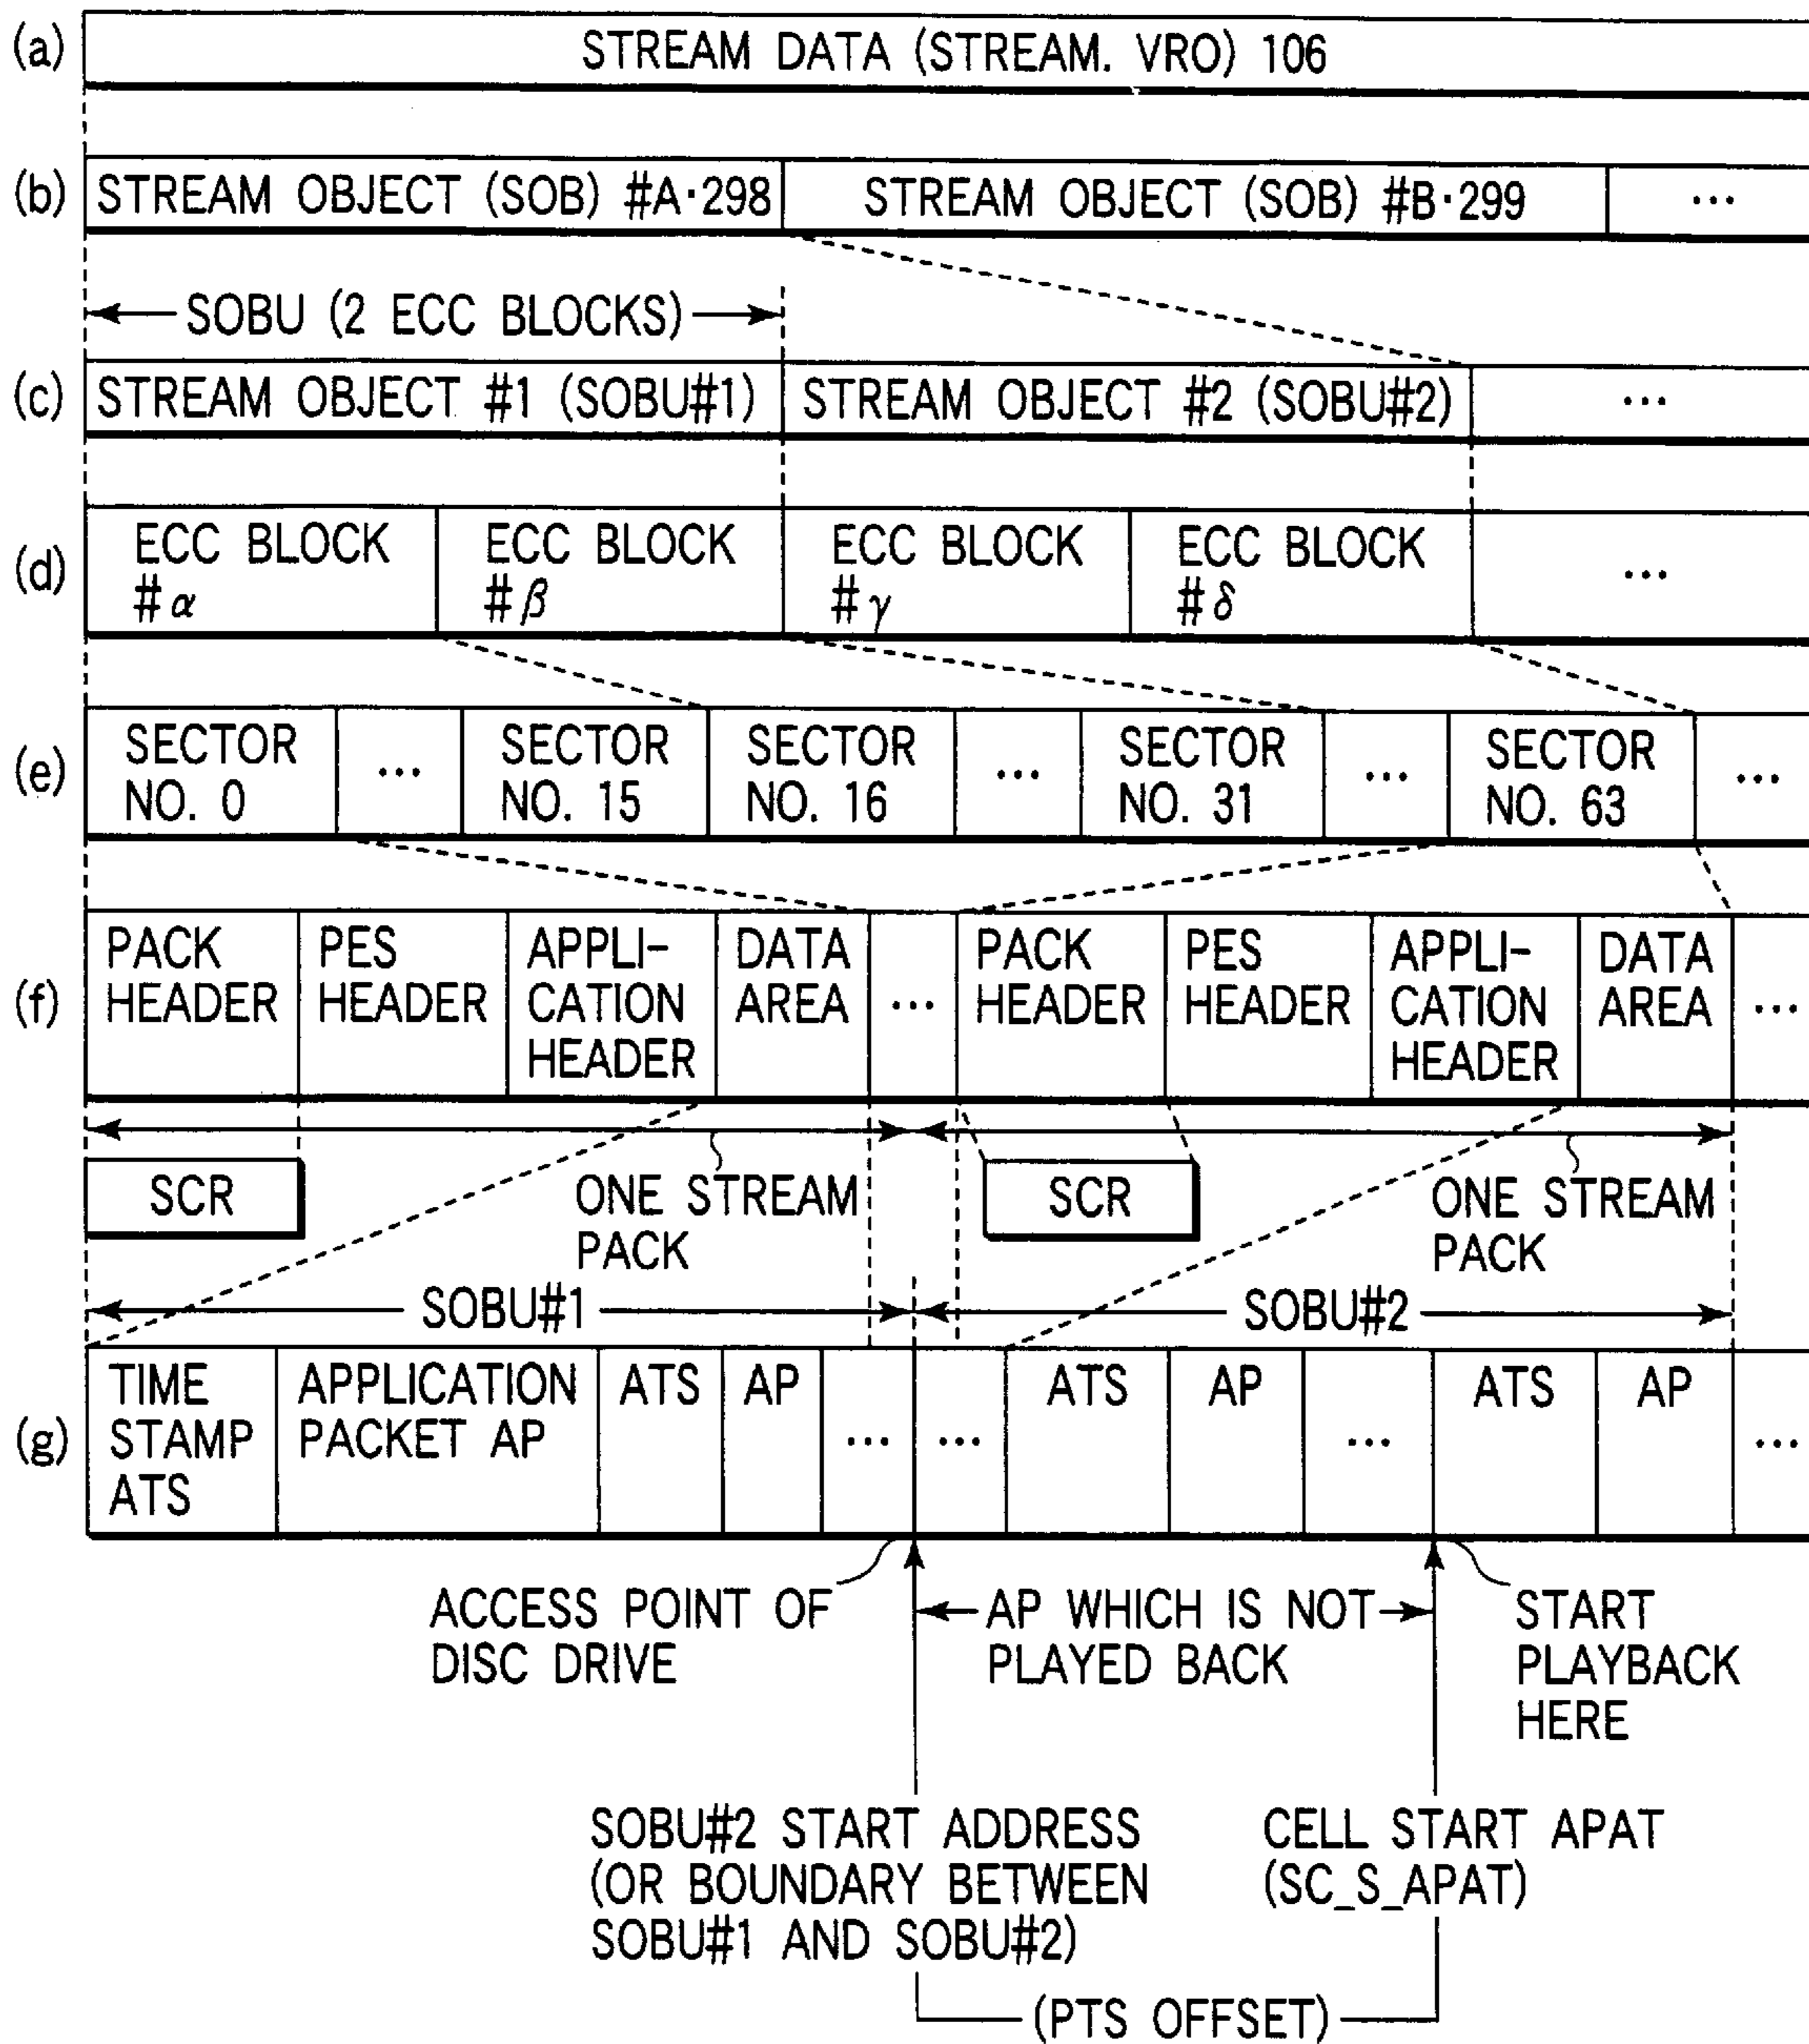 (a) STREAM DATA (STREAM. VRO) 106
(b) STREAM OBJECT (SOB) #A·298 STREAM OBJECT (SOB) #B·299 ...
SOBU (2 ECC BLOCKS)
(c) STREAM OBJECT #1 (SOBU#1) STREAM OBJECT #2 (SOBU#2) ...
(d) ECC BLOCK #α ECC BLOCK #β ECC BLOCK #γ ECC BLOCK #δ ...
(e) SECTOR NO. 0 ... SECTOR NO. 15 SECTOR NO. 16 ... SECTOR NO. 31 ... SECTOR NO. 63 ...
(f) PACK HEADER PES HEADER APPLI-CATION HEADER DATA AREA ... PACK HEADER PES HEADER APPLI-CATION HEADER DATA AREA ...
SCR
ONE STREAM
PACK
SCR
ONE STREAM
PACK
SOBU#1 SOBU#2
(g) TIME STAMP ATS APPLICATION PACKET AP ATS AP ... ... ATS AP ... ATS AP ...
ACCESS POINT OF
DISC DRIVE
AP WHICH IS NOT
PLAYED BACK
START
PLAYBACK
HERE
SOBU#2 START ADDRESS
(OR BOUNDARY BETWEEN
SOBU#1 AND SOBU#2)
CELL START APAT
(SC_S_APAT)
(PTS OFFSET)